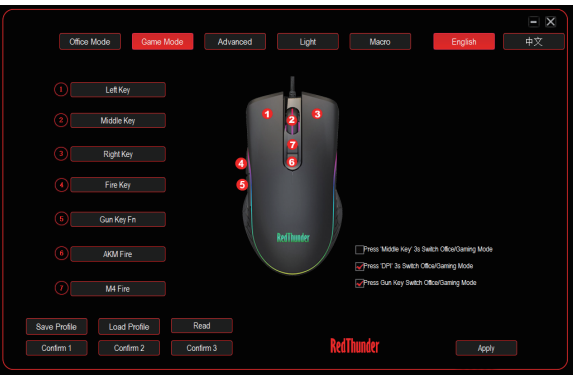 Office Mode Game Mode Advanced Light Macro English 中文
1 Left Key
2 Middle Key
3 Right Key
4 Fire Key
5 Gun Key Fn
6 AKM Fire
7 M4 Fire
1 2 3
7
4 6
5
RedThunder
Press 'Middle Key' 3s Switch Office/Gaming Mode
Press 'DPI' 3s Switch Office/Gaming Mode
Press Gun Key Switch Office/Gaming Mode
Save Profile Load Profile Read
Confirm 1 Confirm 2 Confirm 3 RedThunder Apply